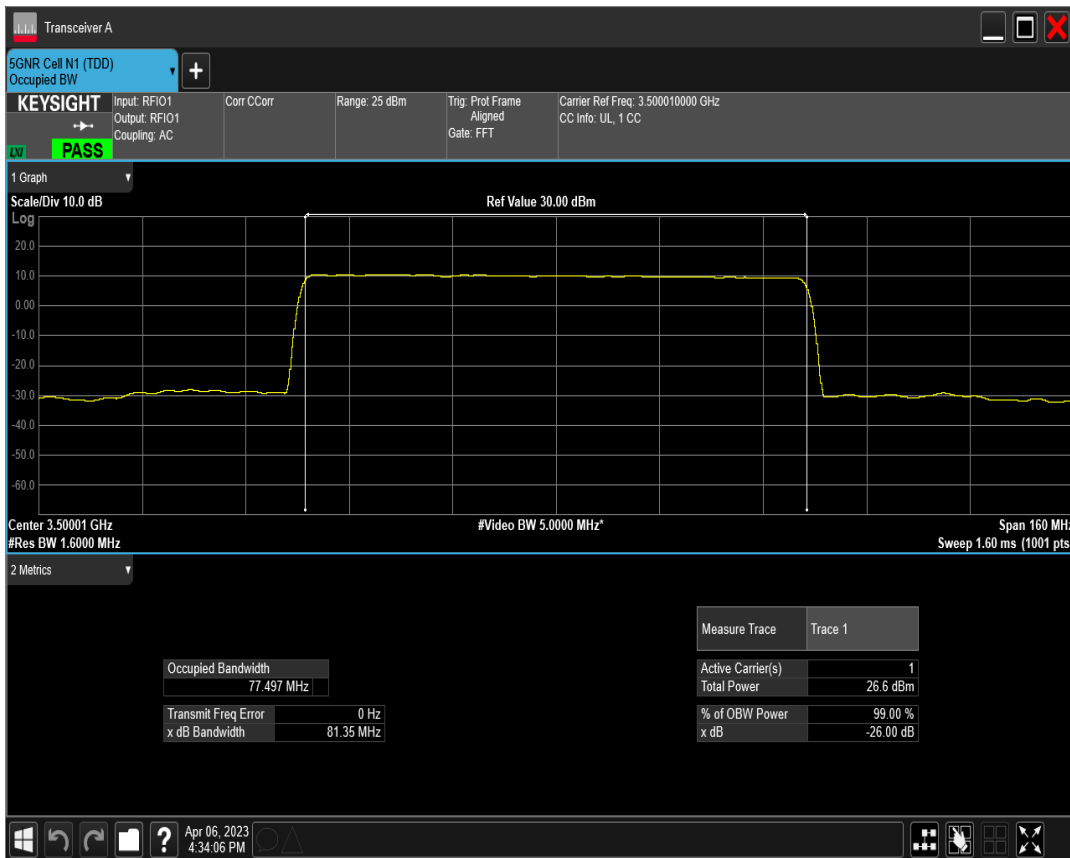 Transceiver A
5GNR Cell N1 (TDD)
Occupied BW
KEYSIGHT
LXI
PASS
Input: RFIO1
Output: RFIO1
Coupling: AC
Corr CCorr
Range: 25 dBm
Trig: Prot Frame
Aligned
Gate: FFT
Carrier Ref Freq: 3.500010000 GHz
CC Info: UL, 1 CC
1 Graph
Scale/Div 10.0 dB
Ref Value 30.00 dBm
Log
20.0
10.0
0.00
-10.0
-20.0
-30.0
-40.0
-50.0
-60.0
Center 3.50001 GHz
#Video BW 5.0000 MHz*
Span 160 MHz
#Res BW 1.6000 MHz
Sweep 1.60 ms (1001 pts
2 Metrics
Measure Trace Trace 1
Occupied Bandwidth
77.497 MHz
Active Carrier(s) 1
Total Power 26.6 dBm
Transmit Freq Error 0 Hz
x dB Bandwidth 81.35 MHz
% of OBW Power 99.00 %
x dB -26.00 dB
?
Apr 06, 2023
4:34:06 PM